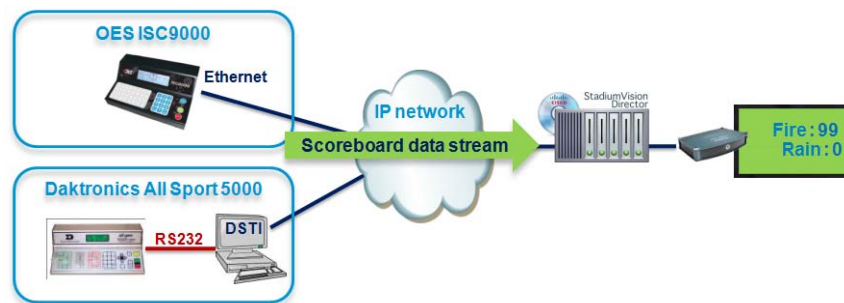 OES ISC9000
Ethernet
IP network
Scoreboard data stream
CISCO
StadiumVision
Director
Fire: 99
Rain: 0
Daktronics All Sport 5000
RS232
DSTI